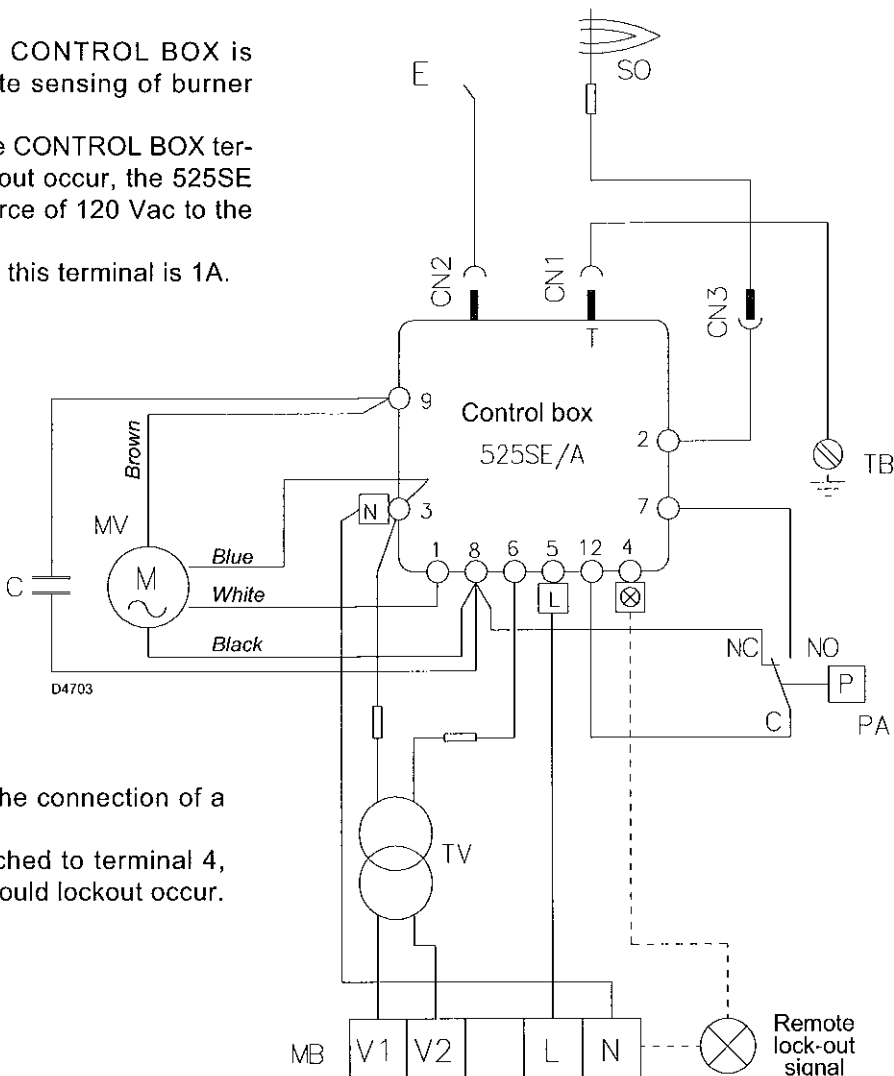 CONTROL BOX is
te sensing of burner
e CONTROL BOX ter-
out occur, the 525SE
rce of 120 Vac to the
this terminal is 1A.
E
SO
CN2
CN1
CN3
T
9
Control box
525SE/A
2
TB
Brown
N
3
7
MV
M
Blue
1
8
6
5
12
4
White
C
L
Black
NC
NO
P
D4703
C
PA
he connection of a
ched to terminal 4,
ould lockout occur.
TV
MB
V1
V2
L
N
Remote
lock-out
signal